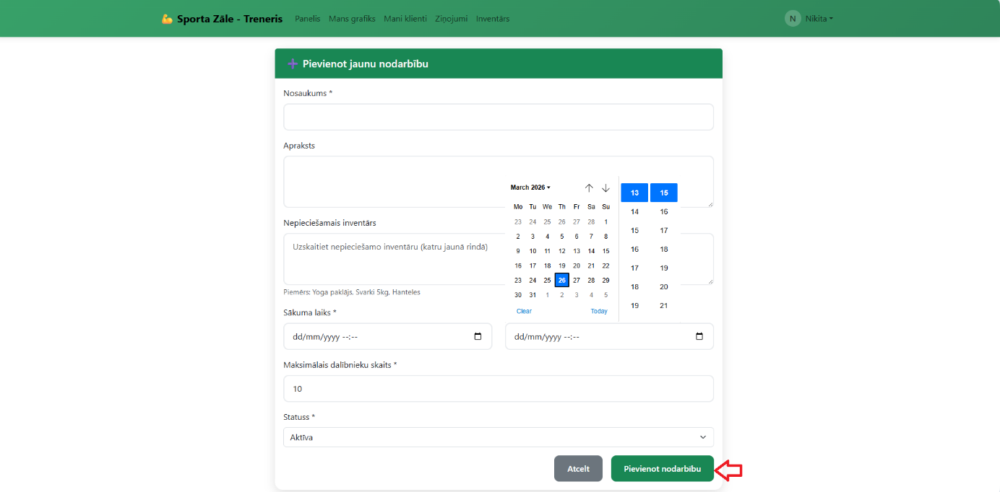 💪 Sporta Zāle - Treneris Panelis Mans grafiks Mani klienti Ziņojumi Inventārs N Nikita
Pievienot jaunu nodarbību
Nosaukums *
Apraksts
Nepieciešamais inventārs
Uzskaitiet nepieciešamo inventāru (katru jaunā rindā)
Piemērs: Yoga paklājs, Svarki 5kg, Hanteles
March 2026
Mo Tu We Th Fr Sa Su
23 24 25 26 27 28 1
2 3 4 5 6 7 8
9 10 11 12 13 14 15
16 17 18 19 20 21 22
23 24 25 26 27 28 29
30 31 1 2 3 4 5
Clear Today
13 15
14 16
15 17
16 18
17 19
18 20
19 21
Sākuma laiks *
dd/mm/yyyy --:-- dd/mm/yyyy --:--
Maksimālais dalībnieku skaits *
10
Statuss *
Aktīva
Atcelt Pievienot nodarbību